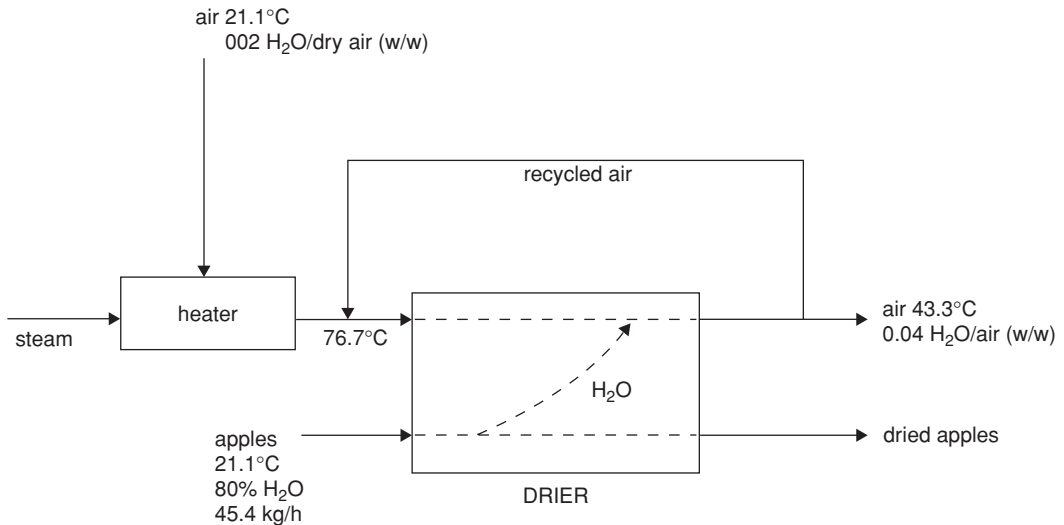 air 21.1°C
002 H₂O/dry air (w/w)
recycled air
heater
steam
76.7°C
air 43.3°C
0.04 H₂O/air (w/w)
H₂O
apples
21.1°C
80% H₂O
45.4 kg/h
dried apples
DRIER